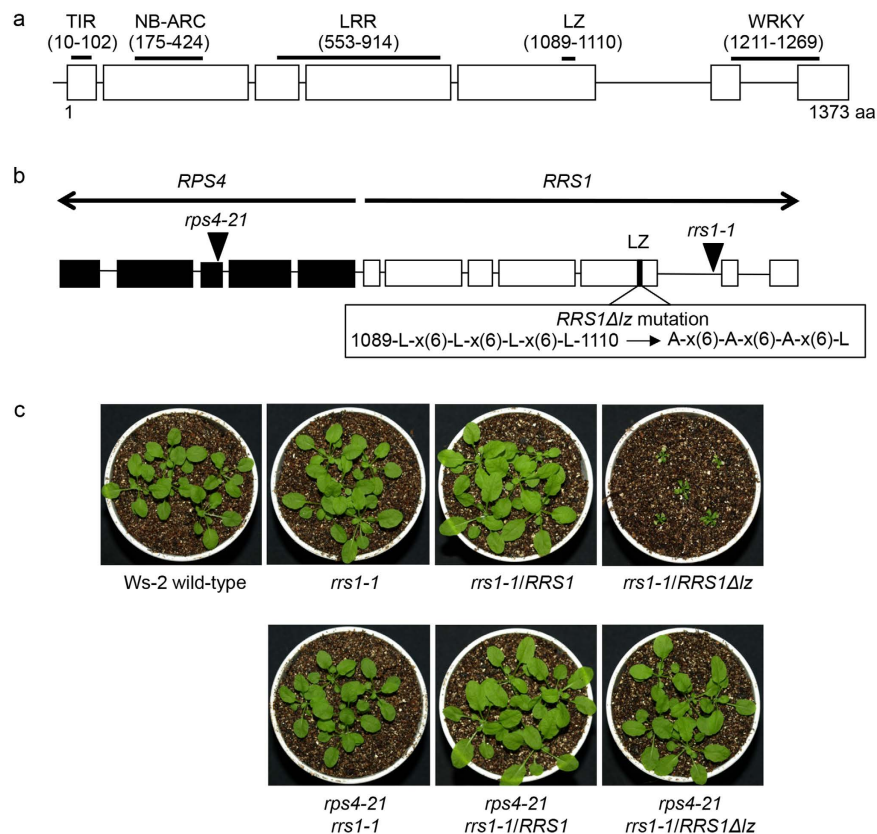 a
TIR NB-ARC LRR LZ WRKY
(10-102) (175-424) (553-914) (1089-1110) (1211-1269)
1 1373 aa
b
RPS4 RRS1
rps4-21 rrs1-1
LZ
RRS1Δlz mutation
1089-L-x(6)-L-x(6)-L-x(6)-L-1110 → A-x(6)-A-x(6)-A-x(6)-L
c
Ws-2 wild-type rrs1-1 rrs1-1/RRS1 rrs1-1/RRS1Δlz
rps4-21 rps4-21 rps4-21
rrs1-1 rrs1-1/RRS1 rrs1-1/RRS1Δlz